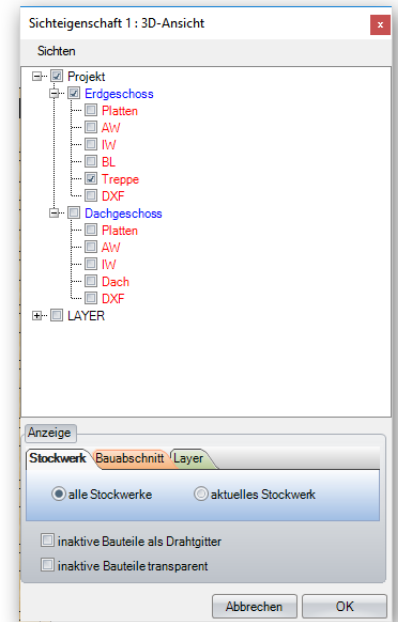 Sichteigenschaft 1 : 3D-Ansicht
x
Sichten
Projekt
Erdgeschoss
Platten
AW
IW
BL
Treppe
DXF
Dachgeschoss
Platten
AW
IW
Dach
DXF
LAYER
Anzeige
Stockwerk Bauabschnitt Layer
alle Stockwerke aktuelles Stockwerk
inaktive Bauteile als Drahtgitter
inaktive Bauteile transparent
Abbrechen OK